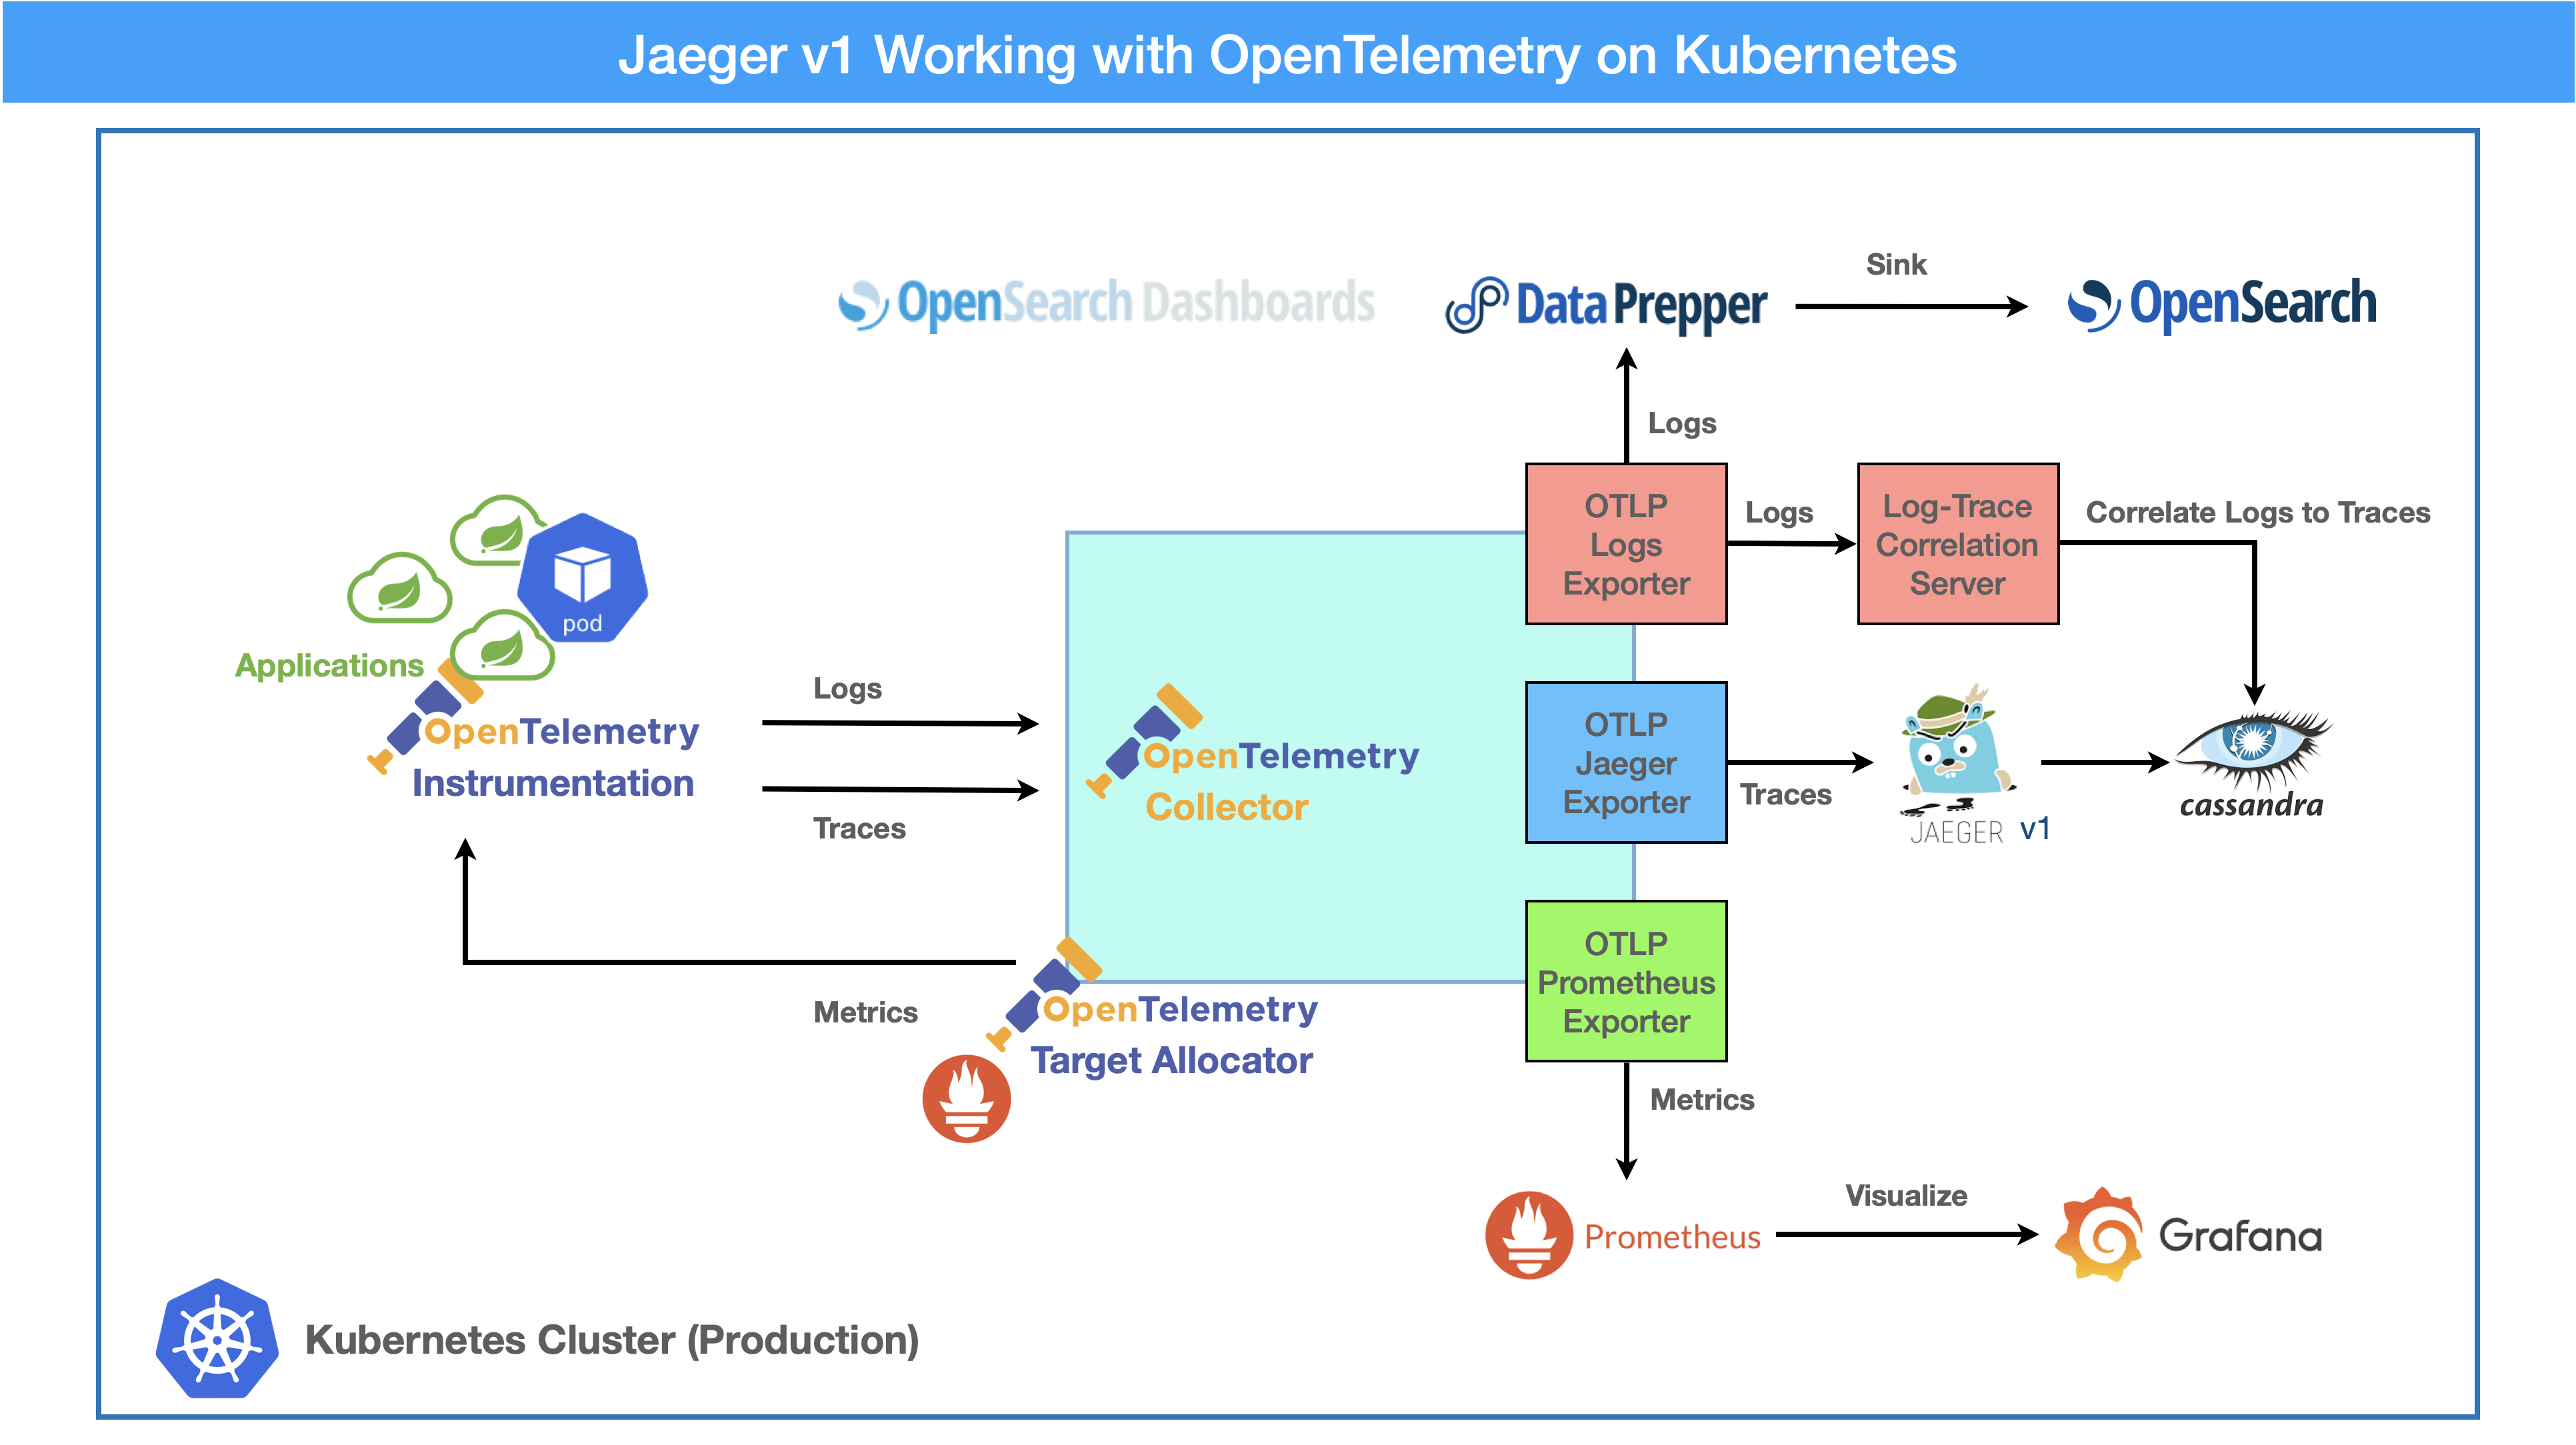 Jaeger v1 Working with OpenTelemetry on Kubernetes
OpenSearch Dashboards
Data Prepper
Sink
OpenSearch
Logs
OTLP
Logs
Exporter
Logs
Log-Trace
Correlation
Server
Correlate Logs to Traces
pod
Applications
OpenTelemetry
Instrumentation
Logs
Traces
OpenTelemetry
Collector
OTLP
Jaeger
Exporter
Traces
JAEGER v1
cassandra
Metrics
OpenTelemetry
Target Allocator
OTLP
Prometheus
Exporter
Metrics
Prometheus
Visualize
Grafana
Kubernetes Cluster (Production)